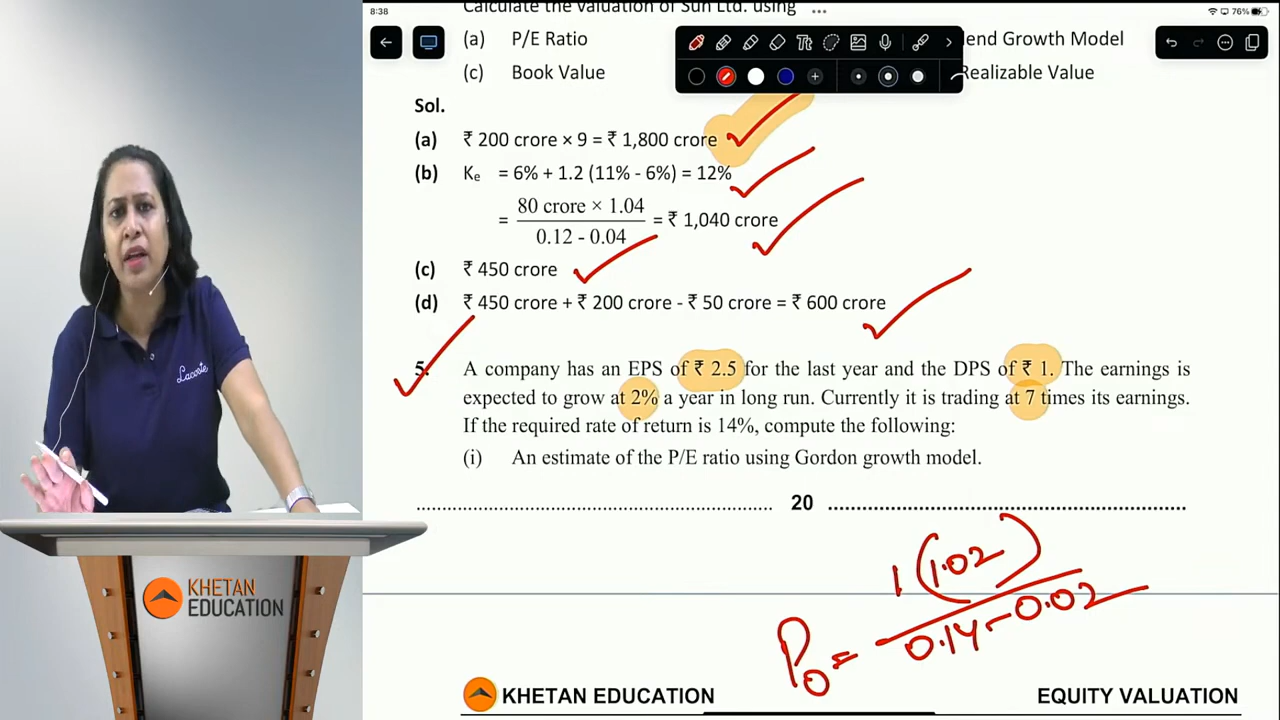 8:38
76%
Calculate the valuation of Sun Ltd. using
(a) P/E Ratio
end Growth Model
(c) Book Value
Realizable Value
Sol.
(a) ₹ 200 crore × 9 = ₹ 1,800 crore
(b) Ke = 6% + 1.2 (11% - 6%) = 12%
= 80 crore × 1.04 / 0.12 - 0.04 = ₹ 1,040 crore
(c) ₹ 450 crore
(d) ₹ 450 crore + ₹ 200 crore - ₹ 50 crore = ₹ 600 crore
5. A company has an EPS of ₹ 2.5 for the last year and the DPS of ₹ 1. The earnings is
expected to grow at 2% a year in long run. Currently it is trading at 7 times its earnings.
If the required rate of return is 14%, compute the following:
(i) An estimate of the P/E ratio using Gordon growth model.
20
P0 = 1(1.02) / 0.14 - 0.02
KHETAN EDUCATION
EQUITY VALUATION
Lacoste
KHETAN
EDUCATION